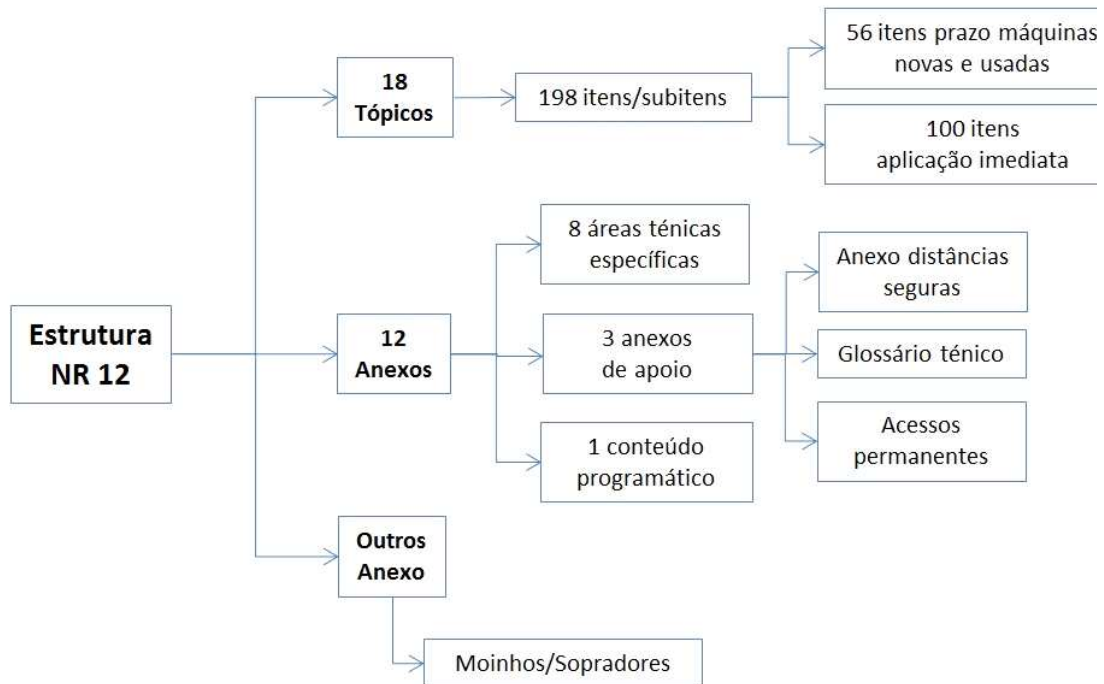 Estrutura
NR 12
18
Tópicos
198 itens/subitens
56 itens prazo máquinas
novas e usadas
100 itens
aplicação imediata
12
Anexos
8 áreas ténicas
específicas
3 anexos
de apoio
Anexo distâncias
seguras
Glossário ténico
Acessos
permanentes
1 conteúdo
programático
Outros
Anexo
Moinhos/Sopradores